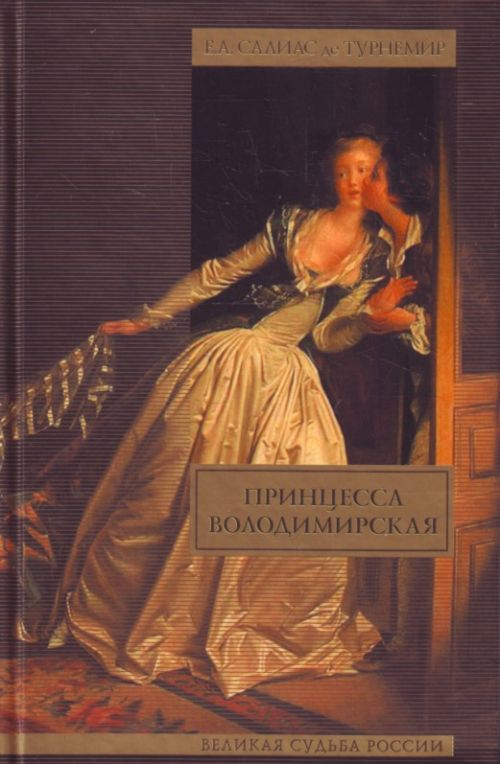 Е.А. САЛИАС де ТУРНЕМИР
ПРИНЦЕССА
ВОЛОДИМИРСКАЯ
ВЕЛИКАЯ СУДЬБА РОССИИ